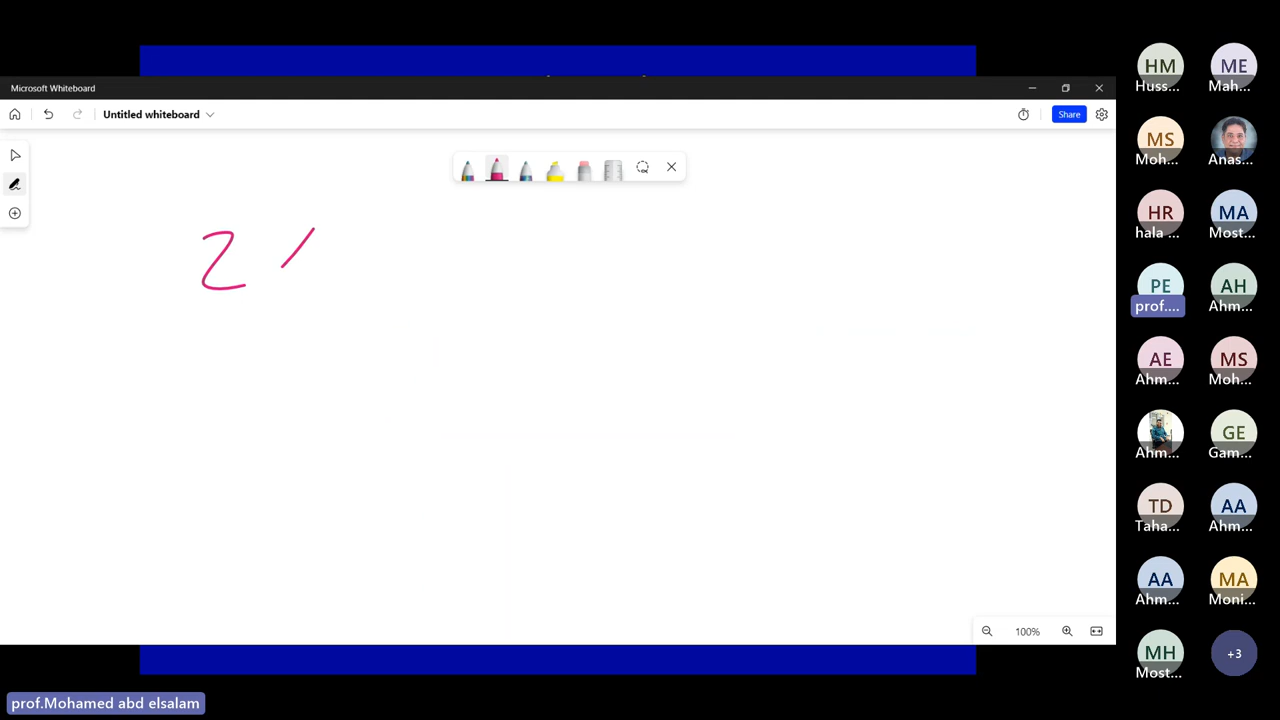 Microsoft Whiteboard
Untitled whiteboard
Share
2 /
100%
HM
Huss...
ME
Mah...
MS
Moh...
Anas...
HR
hala ...
MA
Most...
PE
prof....
AH
Ahm...
AE
Ahm...
MS
Moh...
Ahm...
GE
Gam...
TD
Taha...
AA
Ahm...
AA
Ahm...
MA
Moni...
MH
Most...
+3
prof.Mohamed abd elsalam